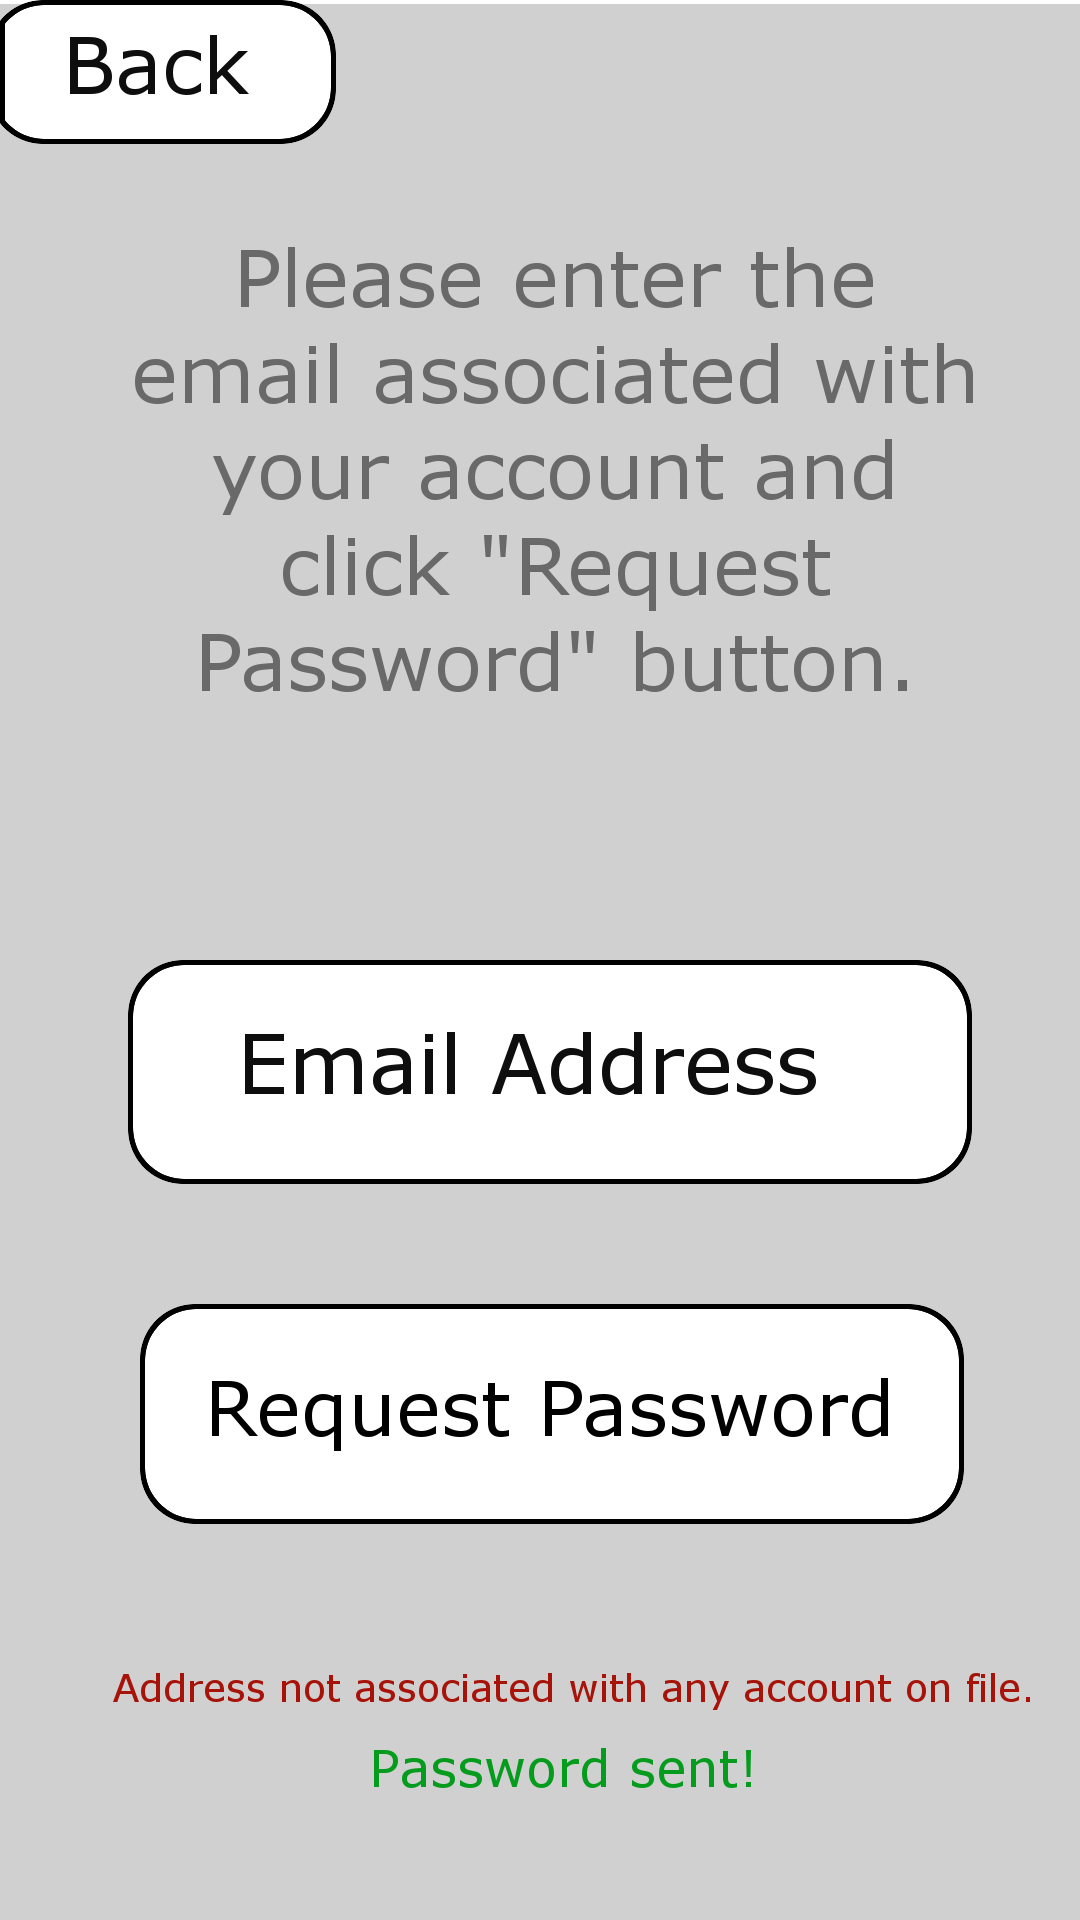 Back
Please enter the
email associated with
your account and
click "Request
Password" button.
Email Address
Request Password
Address not associated with any account on file.
Password sent!